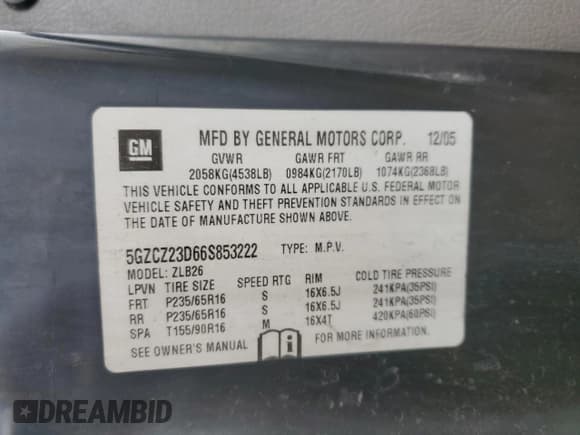 GM
MFD BY GENERAL MOTORS CORP. 12/05
GVWR GAWR FRT GAWR RR
2058KG(4538LB) 0984KG(2170LB) 1074KG(2368LB)
THIS VEHICLE CONFORMS TO ALL APPLICABLE U.S. FEDERAL MOTOR
VEHICLE SAFETY AND THEFT PREVENTION STANDARDS IN EFFECT ON
THE DATE OF MANUFACTURE SHOWN ABOVE.
5GZCZ23D66S853222 TYPE: M.P.V.
MODEL: ZLB26
LPVN TIRE SIZE SPEED RTG RIM COLD TIRE PRESSURE
FRT P235/65R16 S 16X6.5J 241KPA(35PSI)
RR P235/65R16 S 16X6.5J 241KPA(35PSI)
SPA T155/90R16 M 16X4T 420KPA(60PSI)
SEE OWNER'S MANUAL FOR MORE INFORMATION.
DREAMBID